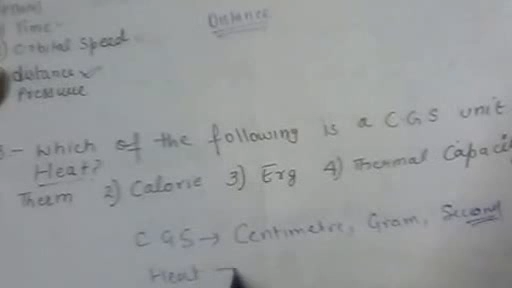 Distance
Time
Orbital Speed
distance
Pressure
Which of the following is a CGS unit
Heat?
Therm 2) Calorie 3) Erg 4) Thermal
CGS → Centimetre, Gram, Second
Heat →